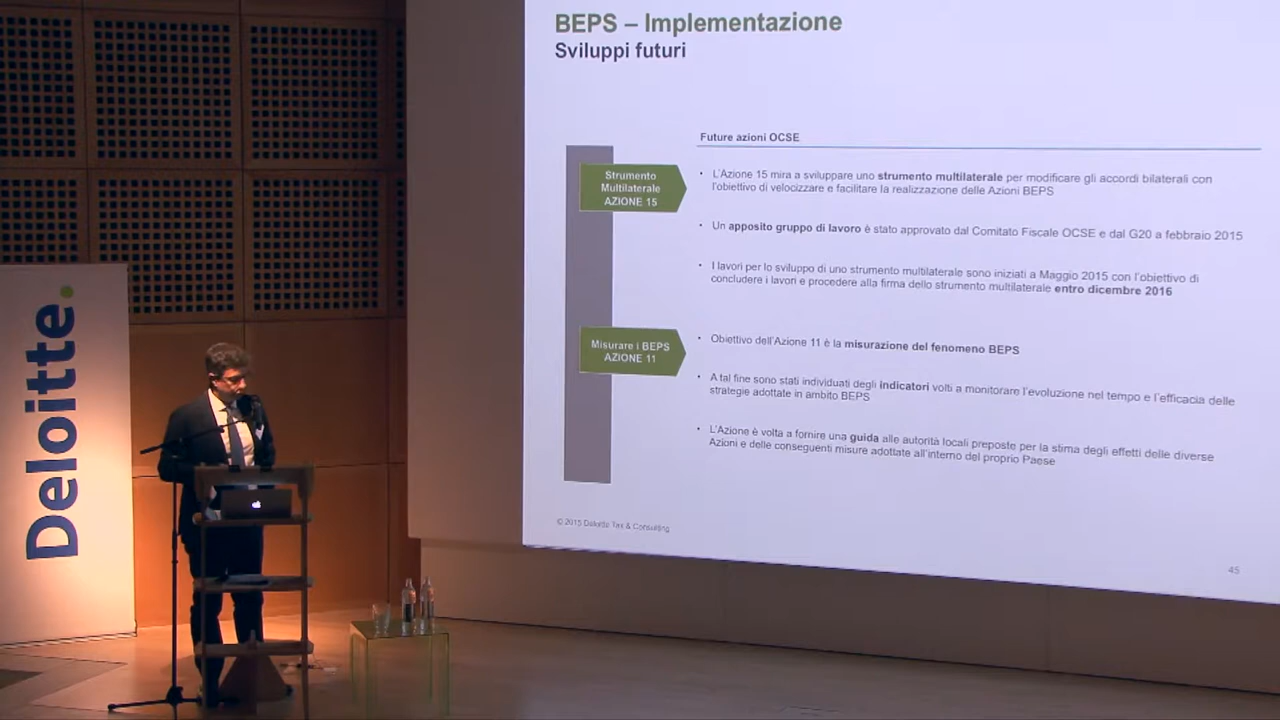 BEPS – Implementazione
Sviluppi futuri
Future azioni OCSE
Strumento
Multilaterale
AZIONE 15
• L'Azione 15 mira a sviluppare uno strumento multilaterale per modificare gli accordi bilaterali con
l'obiettivo di velocizzare e facilitare la realizzazione delle Azioni BEPS
• Un apposito gruppo di lavoro è stato approvato dal Comitato Fiscale OCSE e dal G20 a febbraio 2015
• I lavori per lo sviluppo di uno strumento multilaterale sono iniziati a Maggio 2015 con l'obiettivo di
concludere i lavori e procedere alla firma dello strumento multilaterale entro dicembre 2016
Misurare i BEPS
AZIONE 11
• Obiettivo dell'Azione 11 è la misurazione del fenomeno BEPS
• A tal fine sono stati individuati degli indicatori volti a monitorare l'evoluzione nel tempo e l'efficacia delle
strategie adottate in ambito BEPS
• L'Azione è volta a fornire una guida alle autorità locali preposte per la stima degli effetti delle diverse
Azioni e delle conseguenti misure adottate all'interno del proprio Paese
© 2015 Deloitte Tax & Consulting
45
Deloitte.